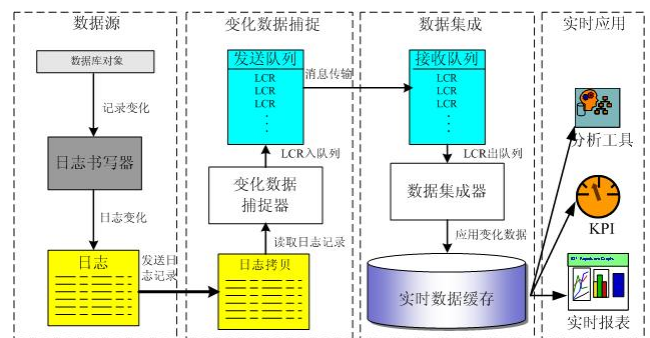 数据源
变化数据捕捉
数据集成
实时应用
数据库对象
记录变化
日志书写器
日志变化
日志
发送日
志记录
发送队列
LCR
LCR
LCR
消息传输
LCR入队列
变化数据
捕捉器
读取日志记录
日志拷贝
接收队列
LCR
LCR
LCR
LCR出队列
数据集成器
应用变化数据
实时数据缓存
分析工具
KPI
实时报表